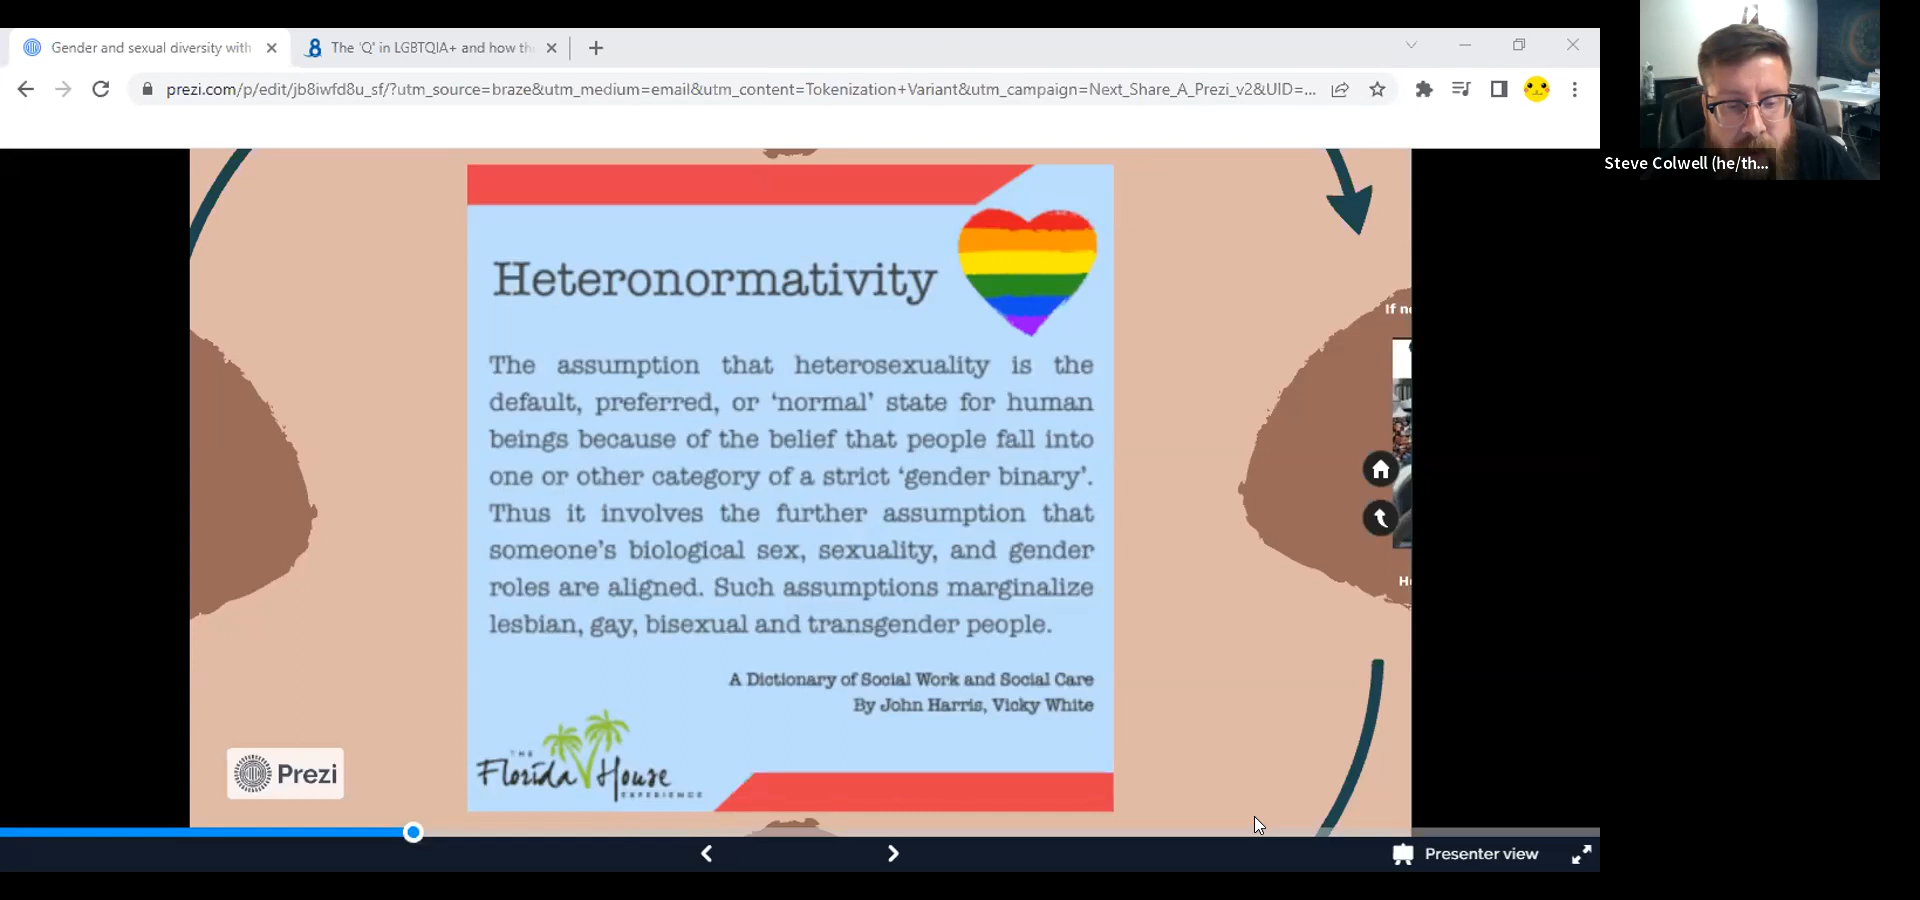 Gender and sexual diversity with
The 'Q' in LGBTQIA+ and how the
prezi.com/p/edit/jb8iwfd8u_sf/?utm_source=braze&utm_medium=email&utm_content=Tokenization+Variant&utm_campaign=Next_Share_A_Prezi_v2&UID=...
Steve Colwell (he/th...
Heteronormativity
The assumption that heterosexuality is the
default, preferred, or ‘normal’ state for human
beings because of the belief that people fall into
one or other category of a strict ‘gender binary’.
Thus it involves the further assumption that
someone’s biological sex, sexuality, and gender
roles are aligned. Such assumptions marginalize
lesbian, gay, bisexual and transgender people.
A Dictionary of Social Work and Social Care
By John Harris, Vicky White
THE
Florida House
EXPERIENCE
Prezi
If
Presenter view